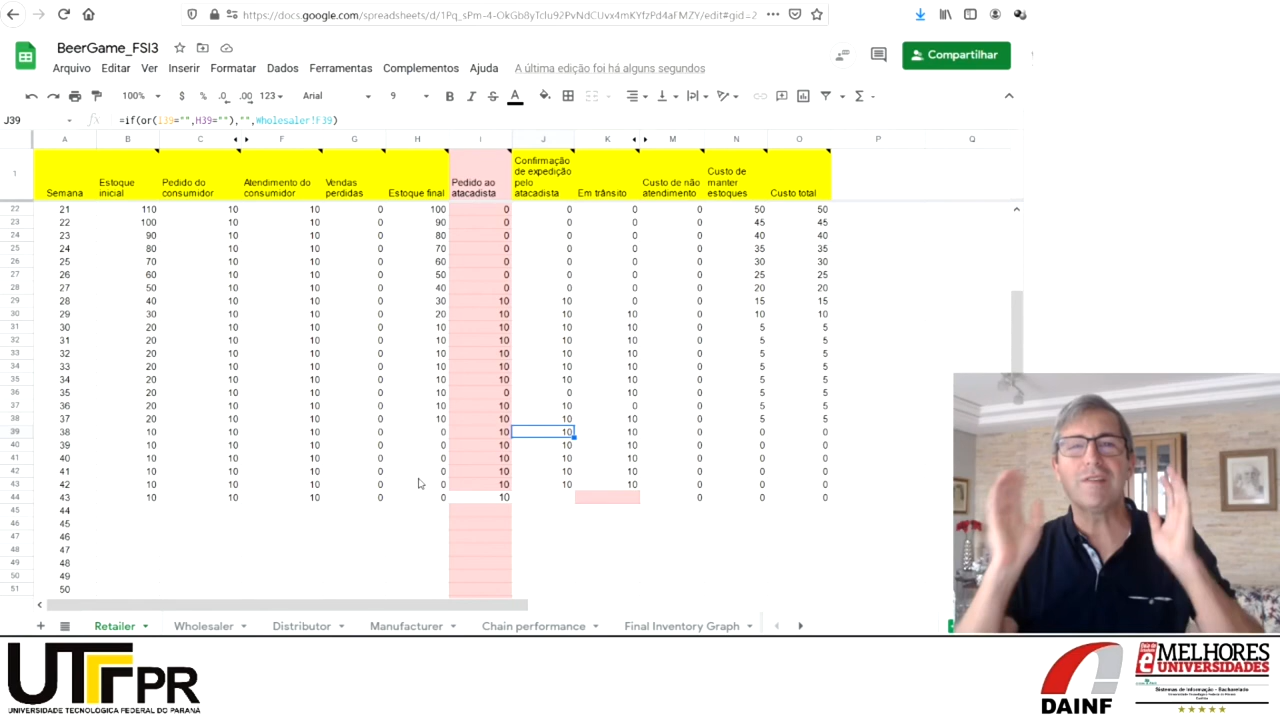 https://docs.google.com/spreadsheets/d/1Pq_sPm-4-OkGb8yTclu92PvNdCUvx4mKYfzPd4aFMZY/edit#gid=2
BeerGame_FSI3
Arquivo Editar Ver Inserir Formatar Dados Ferramentas Complementos Ajuda A última edição foi há alguns segundos
Compartilhar
100% $ % .0 .00 123 Arial 9 B I S A
J39 fx =if(or(I39="",H39=""),"",Wholesaler!F39)
A B C F G H I J K M N O P Q
1 Semana Estoque inicial Pedido do consumidor Atendimento do consumidor Vendas perdidas Estoque final Pedido ao atacadista Confirmação de expedição pelo atacadista Em trânsito Custo de não atendimento Custo de manter estoques Custo total
22 21 110 10 10 0 100 0 0 0 0 50 50
23 22 100 10 10 0 90 0 0 0 0 45 45
24 23 90 10 10 0 80 0 0 0 0 40 40
25 24 80 10 10 0 70 0 0 0 0 35 35
26 25 70 10 10 0 60 0 0 0 0 30 30
27 26 60 10 10 0 50 0 0 0 0 25 25
28 27 50 10 10 0 40 0 0 0 0 20 20
29 28 40 10 10 0 30 10 10 0 0 15 15
30 29 30 10 10 0 20 10 10 10 0 10 10
31 30 20 10 10 0 10 10 10 10 0 5 5
32 31 20 10 10 0 10 10 10 10 0 5 5
33 32 20 10 10 0 10 10 10 10 0 5 5
34 33 20 10 10 0 10 10 10 10 0 5 5
35 34 20 10 10 0 10 10 10 10 0 5 5
36 35 20 10 10 0 10 0 0 10 0 5 5
37 36 20 10 10 0 10 10 10 0 0 5 5
38 37 20 10 10 0 10 10 10 10 0 5 5
39 38 10 10 10 0 0 10 10 10 0 0 0
40 39 10 10 10 0 0 10 10 10 0 0 0
41 40 10 10 10 0 0 10 10 10 0 0 0
42 41 10 10 10 0 0 10 10 10 0 0 0
43 42 10 10 10 0 0 10 10 10 0 0 0
44 43 10 10 10 0 0 10 0 0 0
45 44
46 45
47 46
48 47
49 48
50 49
51 50
Retailer Wholesaler Distributor Manufacturer Chain performance Final Inventory Graph
UTFPR
UNIVERSIDADE TECNOLÓGICA FEDERAL DO PARANÁ
DAINF
MELHORES
UNIVERSIDADES
Sistemas de Informação - Bacharelado